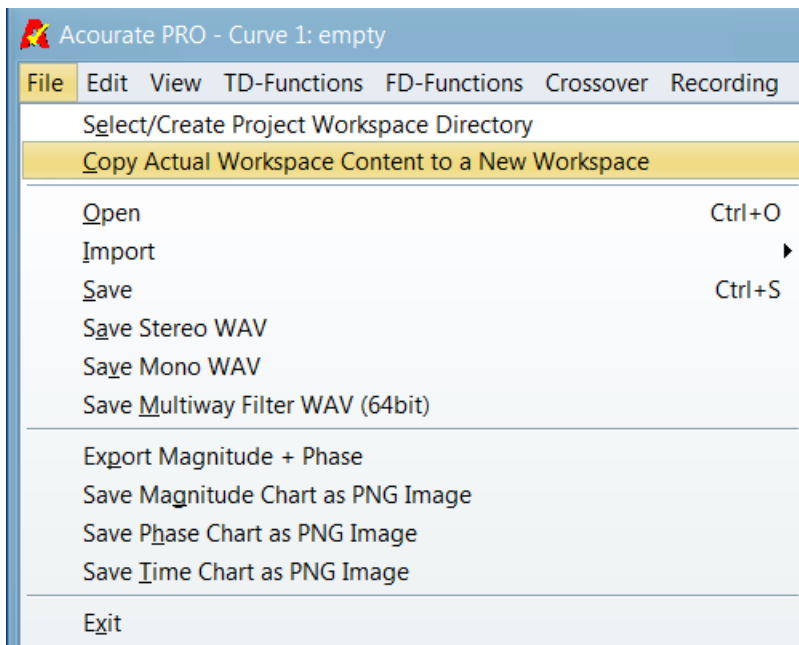 Acourate PRO - Curve 1: empty
File Edit View TD-Functions FD-Functions Crossover Recording
Select/Create Project Workspace Directory
Copy Actual Workspace Content to a New Workspace
Open Ctrl+O
Import
Save Ctrl+S
Save Stereo WAV
Save Mono WAV
Save Multiway Filter WAV (64bit)
Export Magnitude + Phase
Save Magnitude Chart as PNG Image
Save Phase Chart as PNG Image
Save Time Chart as PNG Image
Exit